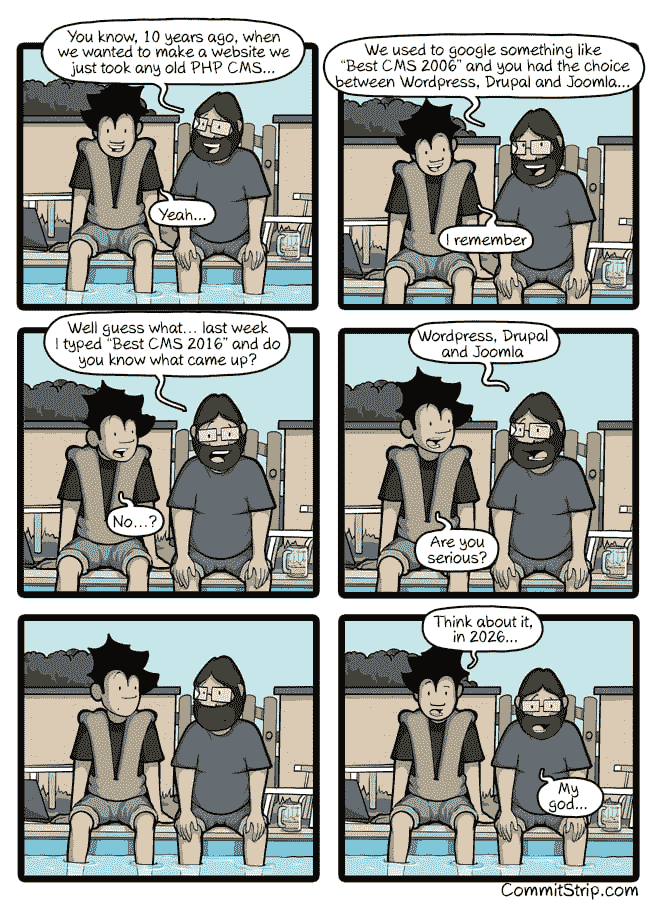 You know, 10 years ago, when
we wanted to make a website we
just took any old PHP CMS...
Yeah...
We used to google something like
“Best CMS 2006” and you had the choice
between Wordpress, Drupal and Joomla...
I remember
Well guess what... last week
I typed “Best CMS 2016” and do
you know what came up?
No...?
Wordpress, Drupal
and Joomla
Are you
serious?
Think about it,
in 2026...
My
god...
CommitStrip.com